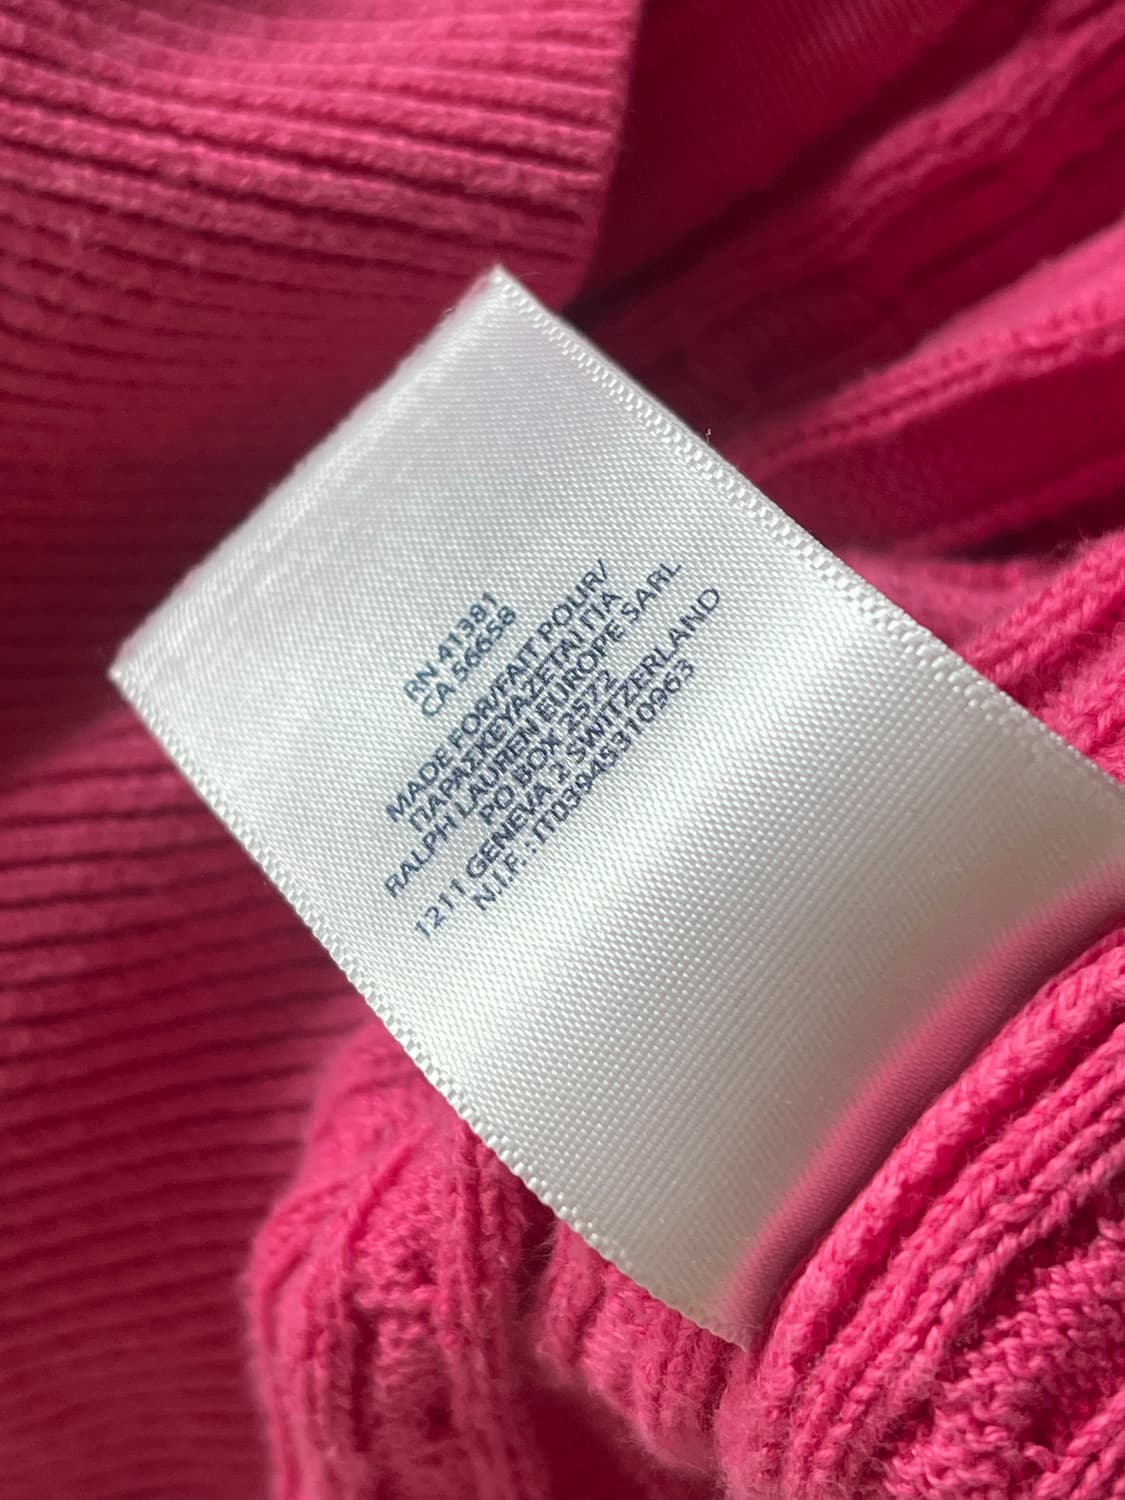 RN 41381
CA 56658
MADE FOR/FAIT POUR/
ΠΑΡΑΣΚΕΥΑΖΕΤΑΙ ΓΙΑ
RALPH LAUREN EUROPE SARL
PO BOX 2572
1211 GENEVA 2 SWITZERLAND
N.I.F.: IT03945310963